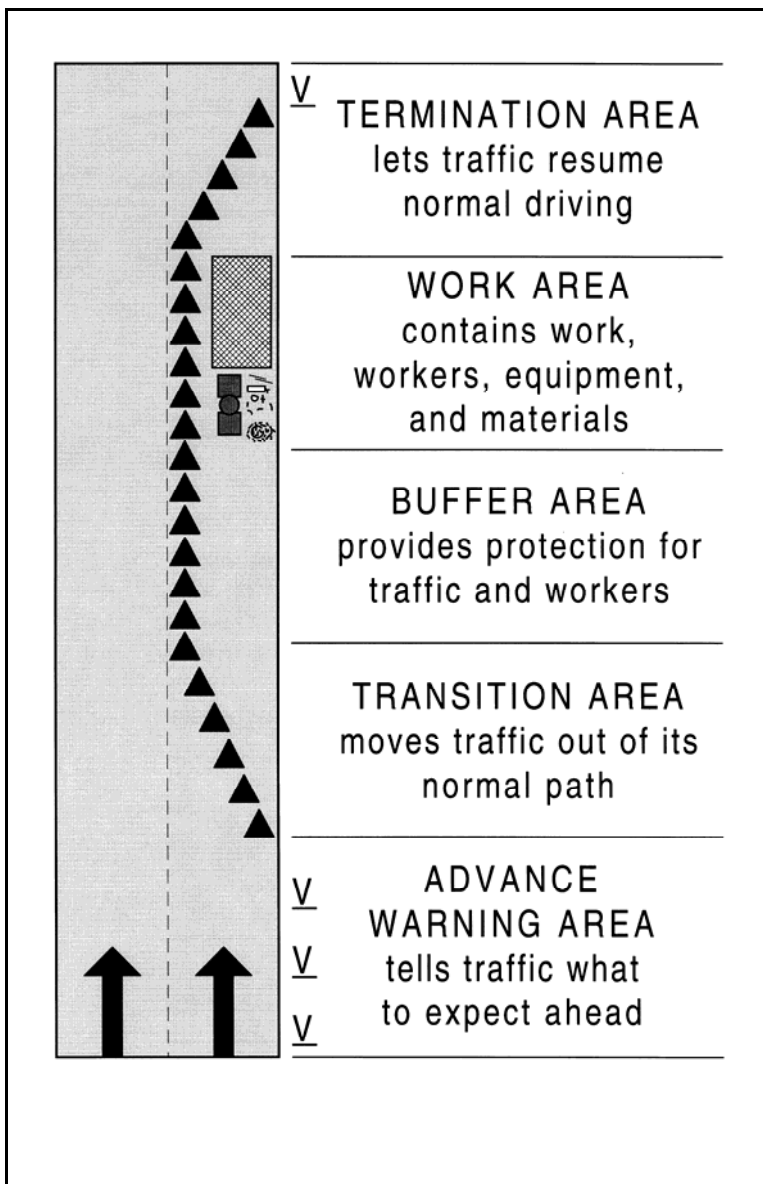 V
TERMINATION AREA
lets traffic resume
normal driving
WORK AREA
contains work,
workers, equipment,
and materials
BUFFER AREA
provides protection for
traffic and workers
TRANSITION AREA
moves traffic out of its
normal path
V
ADVANCE
WARNING AREA
V
tells traffic what
to expect ahead
V